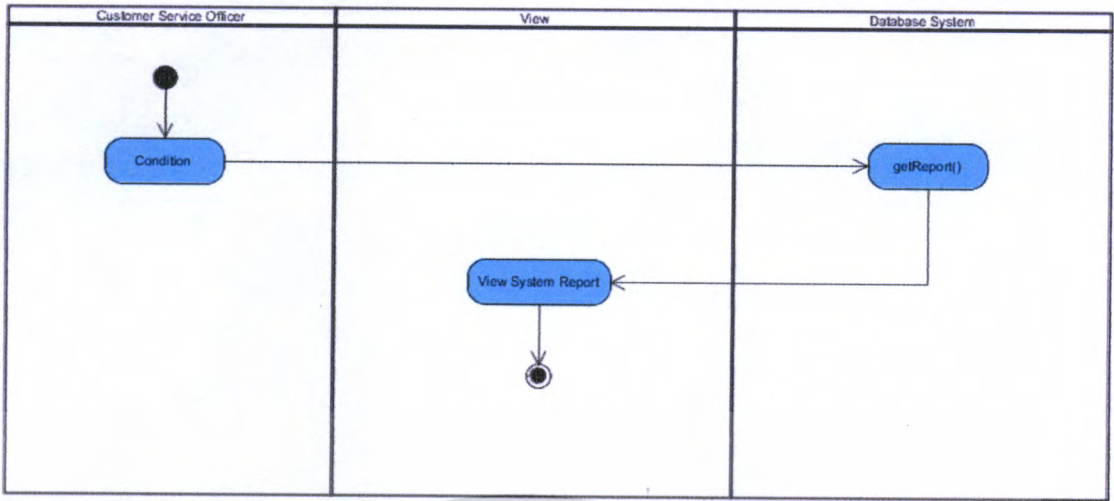 Customer Service Officer
View
Database System
Condition
getReport()
View System Report